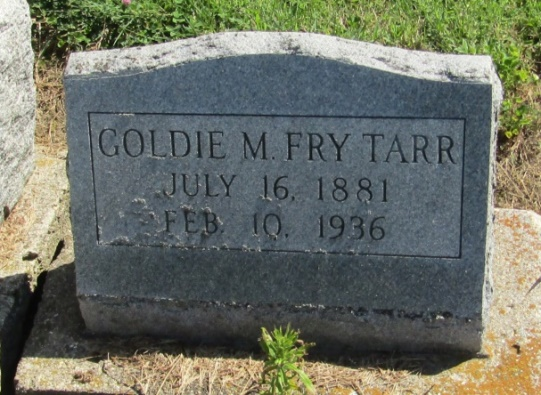 GOLDIE M. FRY TARR
JULY 16, 1881
FEB. 10, 1936